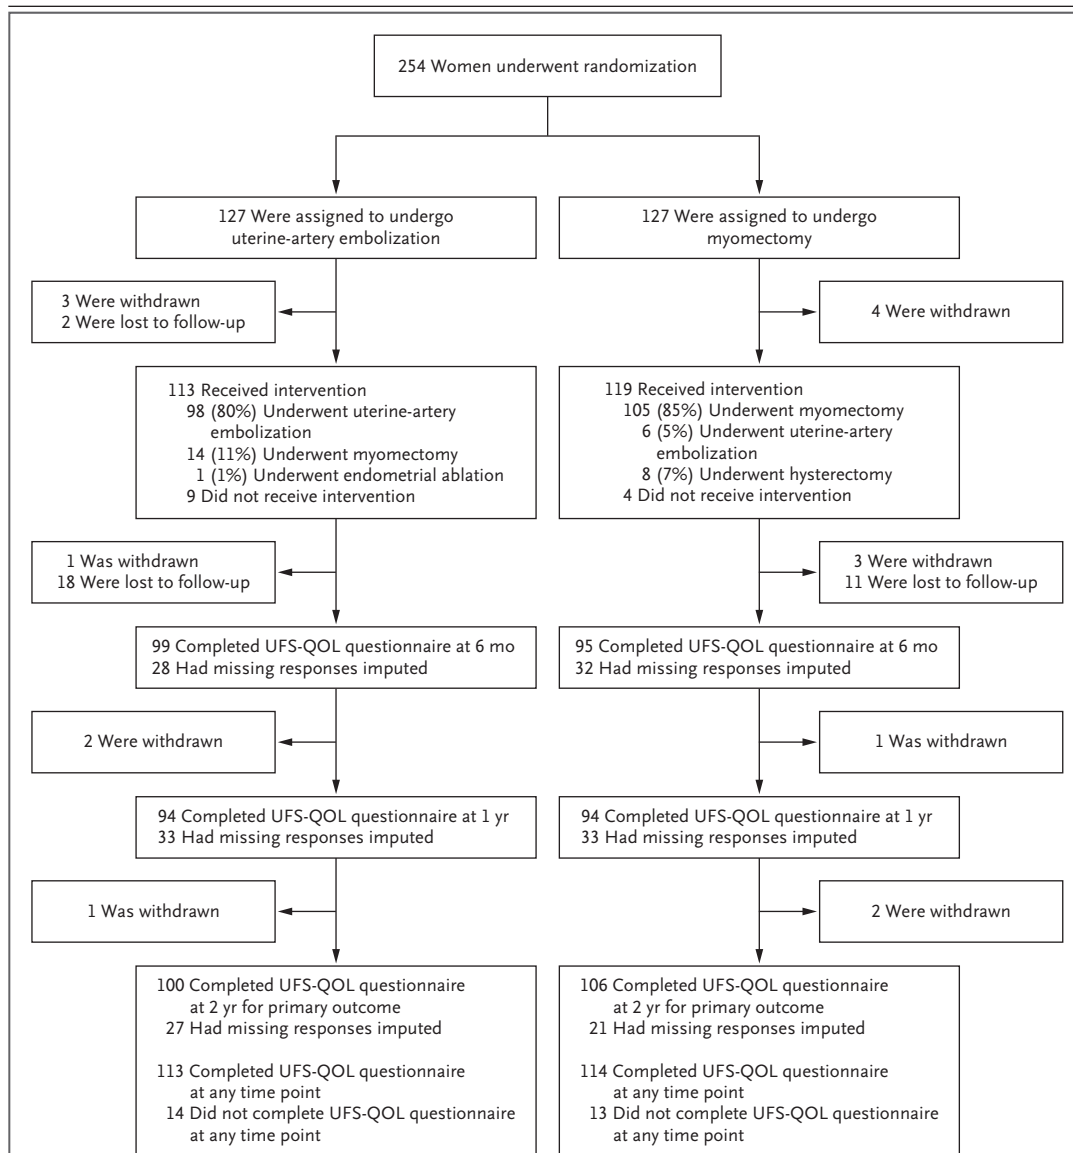 254 Women underwent randomization
127 Were assigned to undergo
uterine-artery embolization
127 Were assigned to undergo
myomectomy
3 Were withdrawn
2 Were lost to follow-up
4 Were withdrawn
113 Received intervention
98 (80%) Underwent uterine-artery
embolization
14 (11%) Underwent myomectomy
1 (1%) Underwent endometrial ablation
9 Did not receive intervention
119 Received intervention
105 (85%) Underwent myomectomy
6 (5%) Underwent uterine-artery
embolization
8 (7%) Underwent hysterectomy
4 Did not receive intervention
1 Was withdrawn
18 Were lost to follow-up
3 Were withdrawn
11 Were lost to follow-up
99 Completed UFS-QOL questionnaire at 6 mo
28 Had missing responses imputed
95 Completed UFS-QOL questionnaire at 6 mo
32 Had missing responses imputed
2 Were withdrawn
1 Was withdrawn
94 Completed UFS-QOL questionnaire at 1 yr
33 Had missing responses imputed
94 Completed UFS-QOL questionnaire at 1 yr
33 Had missing responses imputed
1 Was withdrawn
2 Were withdrawn
100 Completed UFS-QOL questionnaire
at 2 yr for primary outcome
27 Had missing responses imputed
113 Completed UFS-QOL questionnaire
at any time point
14 Did not complete UFS-QOL questionnaire
at any time point
106 Completed UFS-QOL questionnaire
at 2 yr for primary outcome
21 Had missing responses imputed
114 Completed UFS-QOL questionnaire
at any time point
13 Did not complete UFS-QOL questionnaire
at any time point